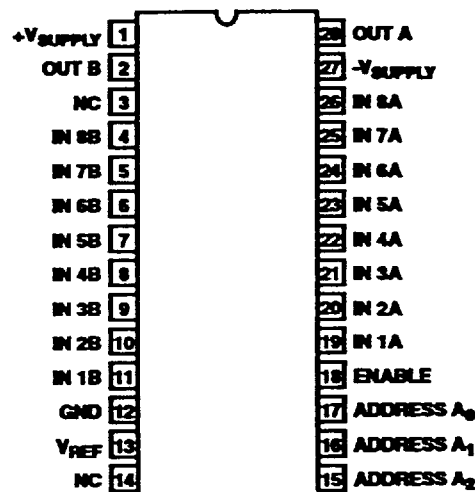 +VSUPPLY 1 28 OUT A
OUT B 2 27 -VSUPPLY
NC 3 26 IN 8A
IN 8B 4 25 IN 7A
IN 7B 5 24 IN 6A
IN 6B 6 23 IN 5A
IN 5B 7 22 IN 4A
IN 4B 8 21 IN 3A
IN 3B 9 20 IN 2A
IN 2B 10 19 IN 1A
IN 1B 11 18 ENABLE
GND 12 17 ADDRESS A0
VREF 13 16 ADDRESS A1
NC 14 15 ADDRESS A2